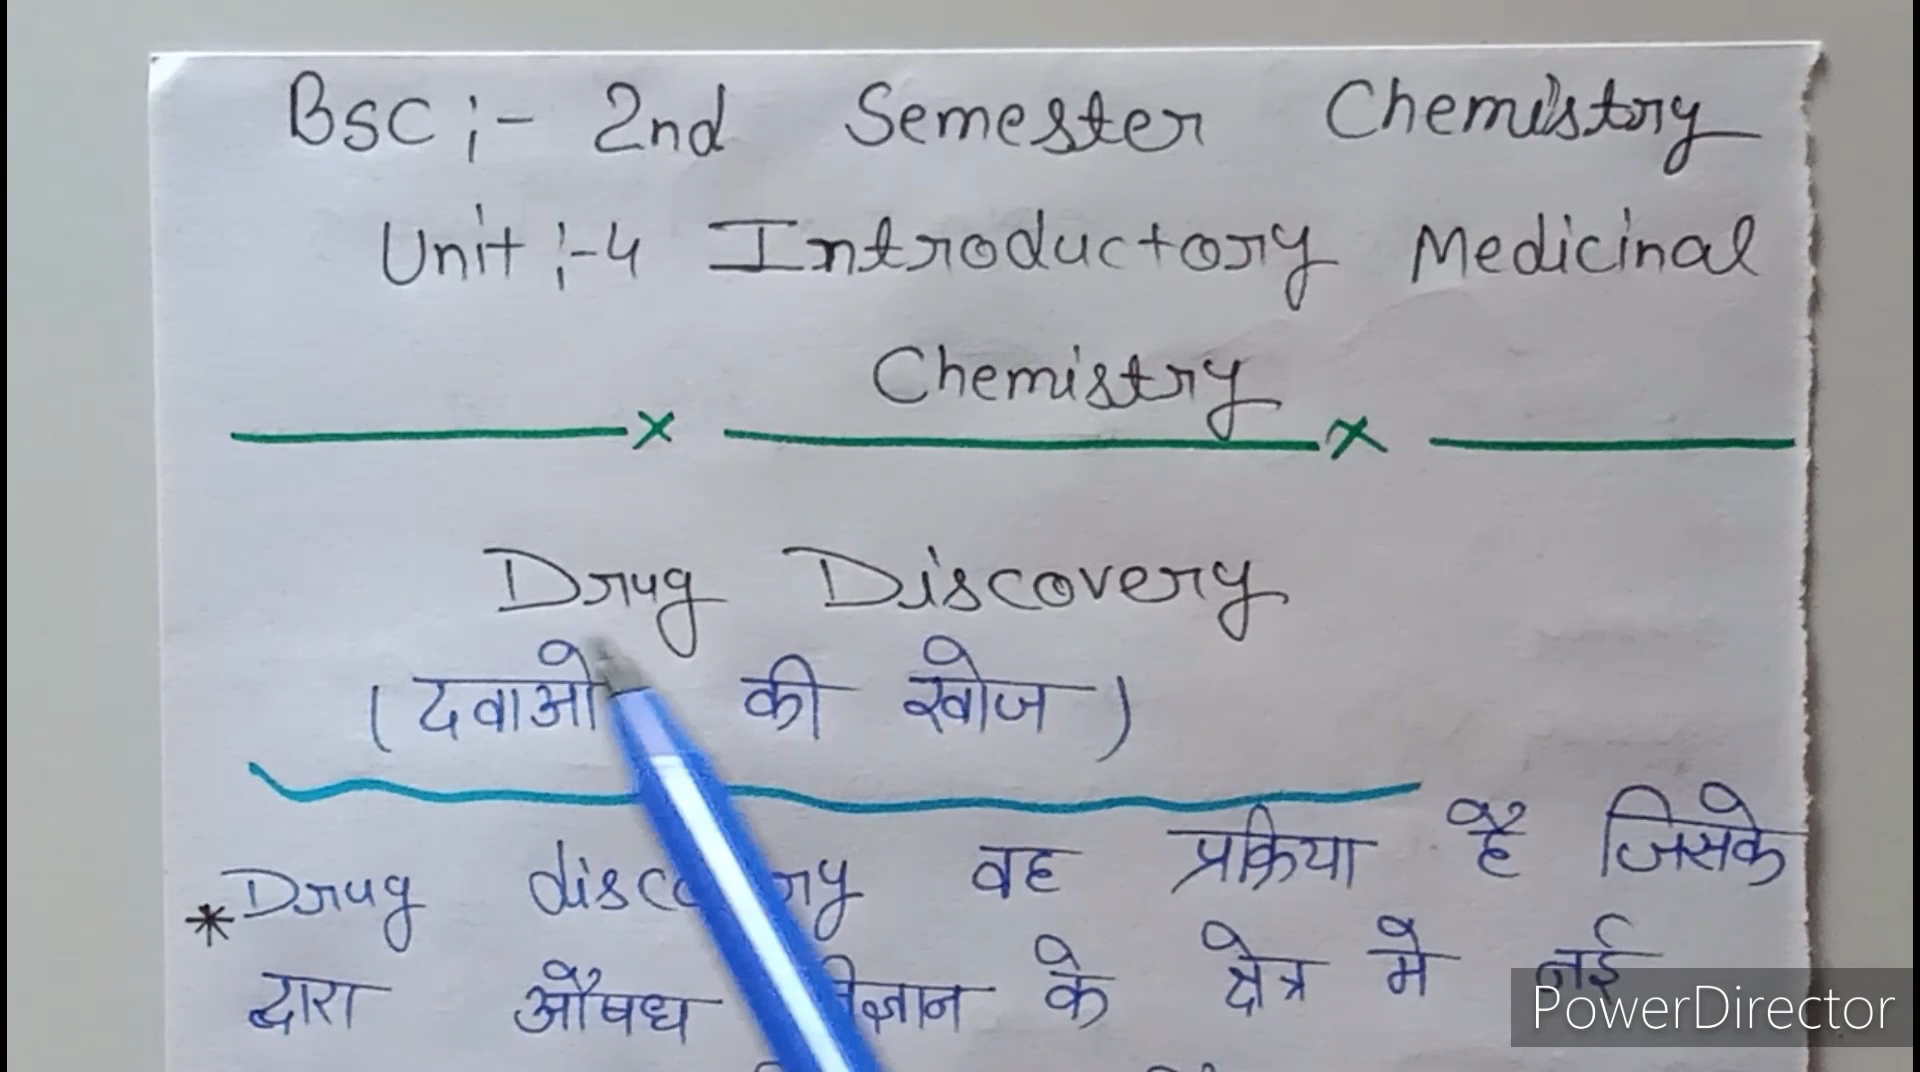 BSC ;- 2nd Semester Chemistry
Unit :-4 Introductory Medicinal
Chemistry
Drug Discovery
(दवाओ की खोज)
* Drug वह प्रक्रिया है जिसके
द्वारा औषध के क्षेत्र मे नई
PowerDirector